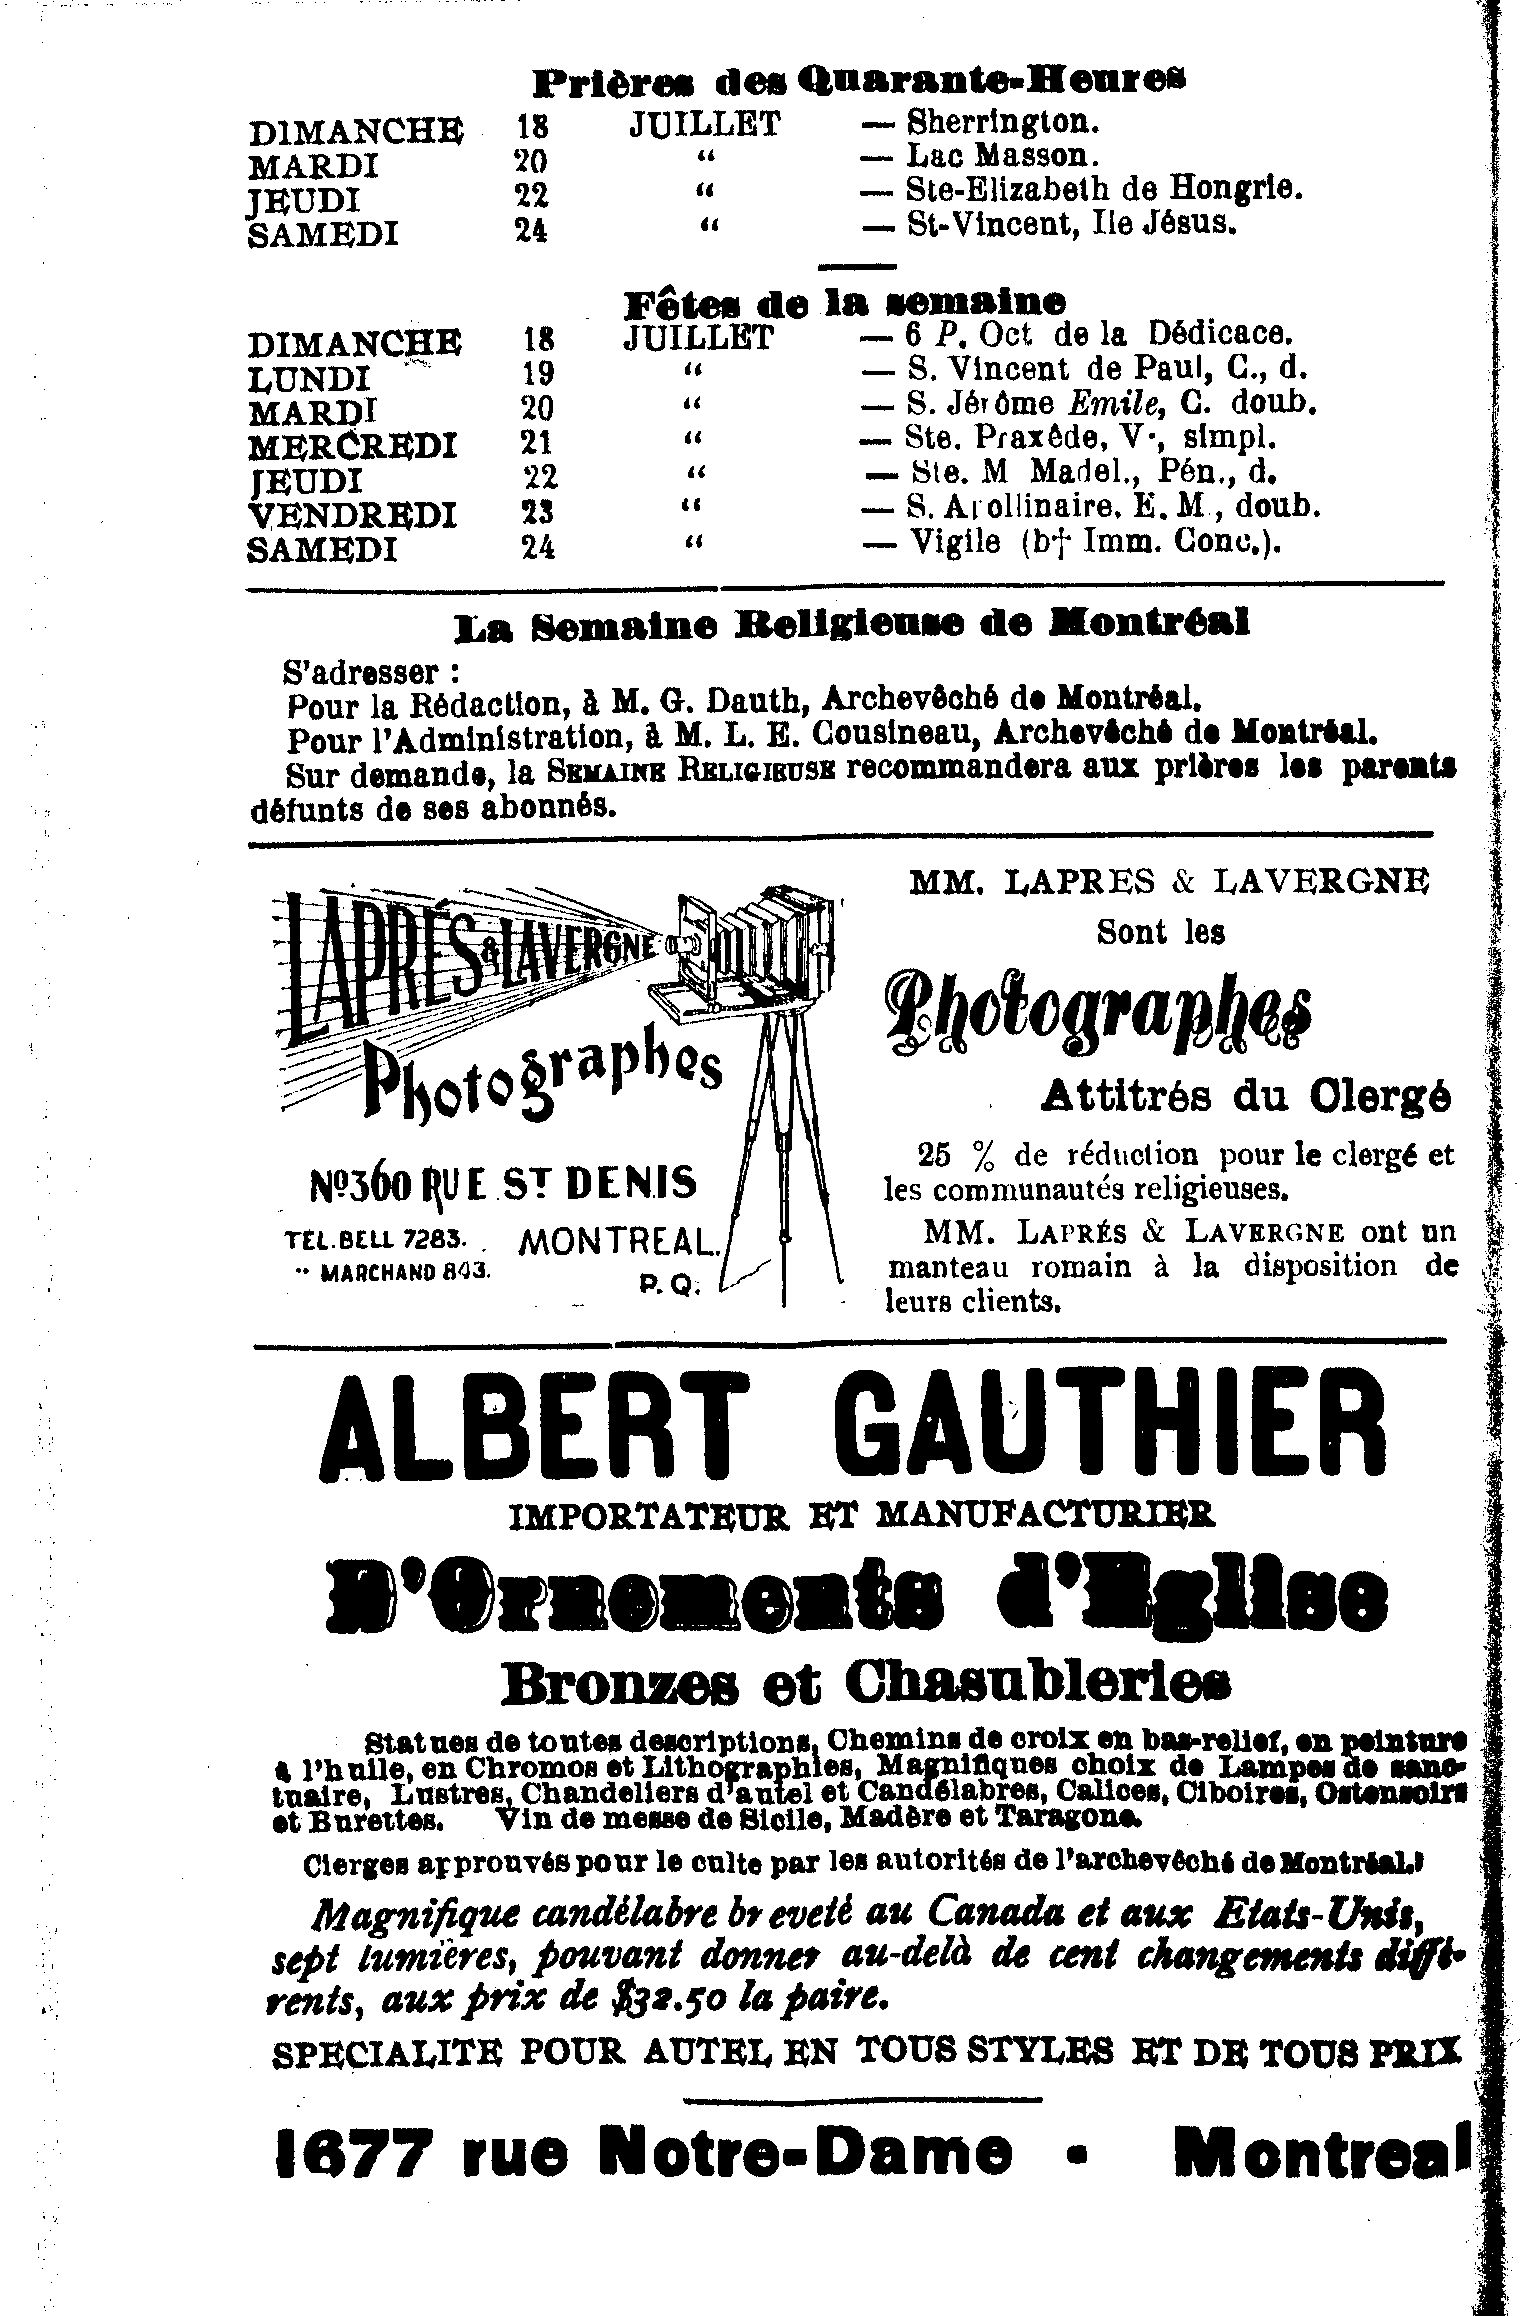 Prières des Quarante-Heures
DIMANCHE 18 JUILLET — Sherrington.
MARDI 20 “ — Lac Masson.
JEUDI 22 “ — Ste-Elizabeth de Hongrie.
SAMEDI 24 “ — St-Vincent, Ile Jésus.
Fêtes de la semaine
DIMANCHE 18 JUILLET — 6 P. Oct de la Dédicace.
LUNDI 19 “ — S. Vincent de Paul, C., d.
MARDI 20 “ — S. Jérôme Emile, C. doub.
MERCREDI 21 “ — Ste. Praxède, V., simpl.
JEUDI 22 “ — Ste. M Madel., Pén., d.
VENDREDI 23 “ — S. Apollinaire, E. M., doub.
SAMEDI 24 “ — Vigile (b† Imm. Conc.).
La Semaine Religieuse de Montréal
S'adresser :
Pour la Rédaction, à M. G. Dauth, Archevêché de Montréal.
Pour l'Administration, à M. L. E. Cousineau, Archevêché de Montréal.
Sur demande, la SEMAINE RELIGIEUSE recommandera aux prières les parents
défunts de ses abonnés.
LAPRÉS & LAVERGNE
Photographes
No 360 RUE ST DENIS
TEL. BELL 7283. MONTREAL.
" MARCHAND 843. P. Q.
MM. LAPRES & LAVERGNE
Sont les
Photographes
Attitrés du Clergé
25 % de réduction pour le clergé et
les communautés religieuses.
MM. LAPRÉS & LAVERGNE ont un
manteau romain à la disposition de
leurs clients.
ALBERT GAUTHIER
IMPORTATEUR ET MANUFACTURIER
D'Ornements d'Eglise
Bronzes et Chasubleries
Statues de toutes descriptions, Chemins de croix en bas-relief, en peinture
à l'huile, en Chromos et Lithographies, Magnifiques choix de Lampes de sanc-
tuaire, Lustres, Chandeliers d'autel et Candélabres, Calices, Ciboires, Ostensoirs
et Burettes. Vin de messe de Sicile, Madère et Taragone.
Cierges approuvés pour le culte par les autorités de l'archevêché de Montréal.
Magnifique candélabre breveté au Canada et aux Etats-Unis,
sept lumières, pouvant donner au-delà de cent changements diffé-
rents, aux prix de $32.50 la paire.
SPECIALITE POUR AUTEL EN TOUS STYLES ET DE TOUS PRIX
1677 rue Notre-Dame - Montreal